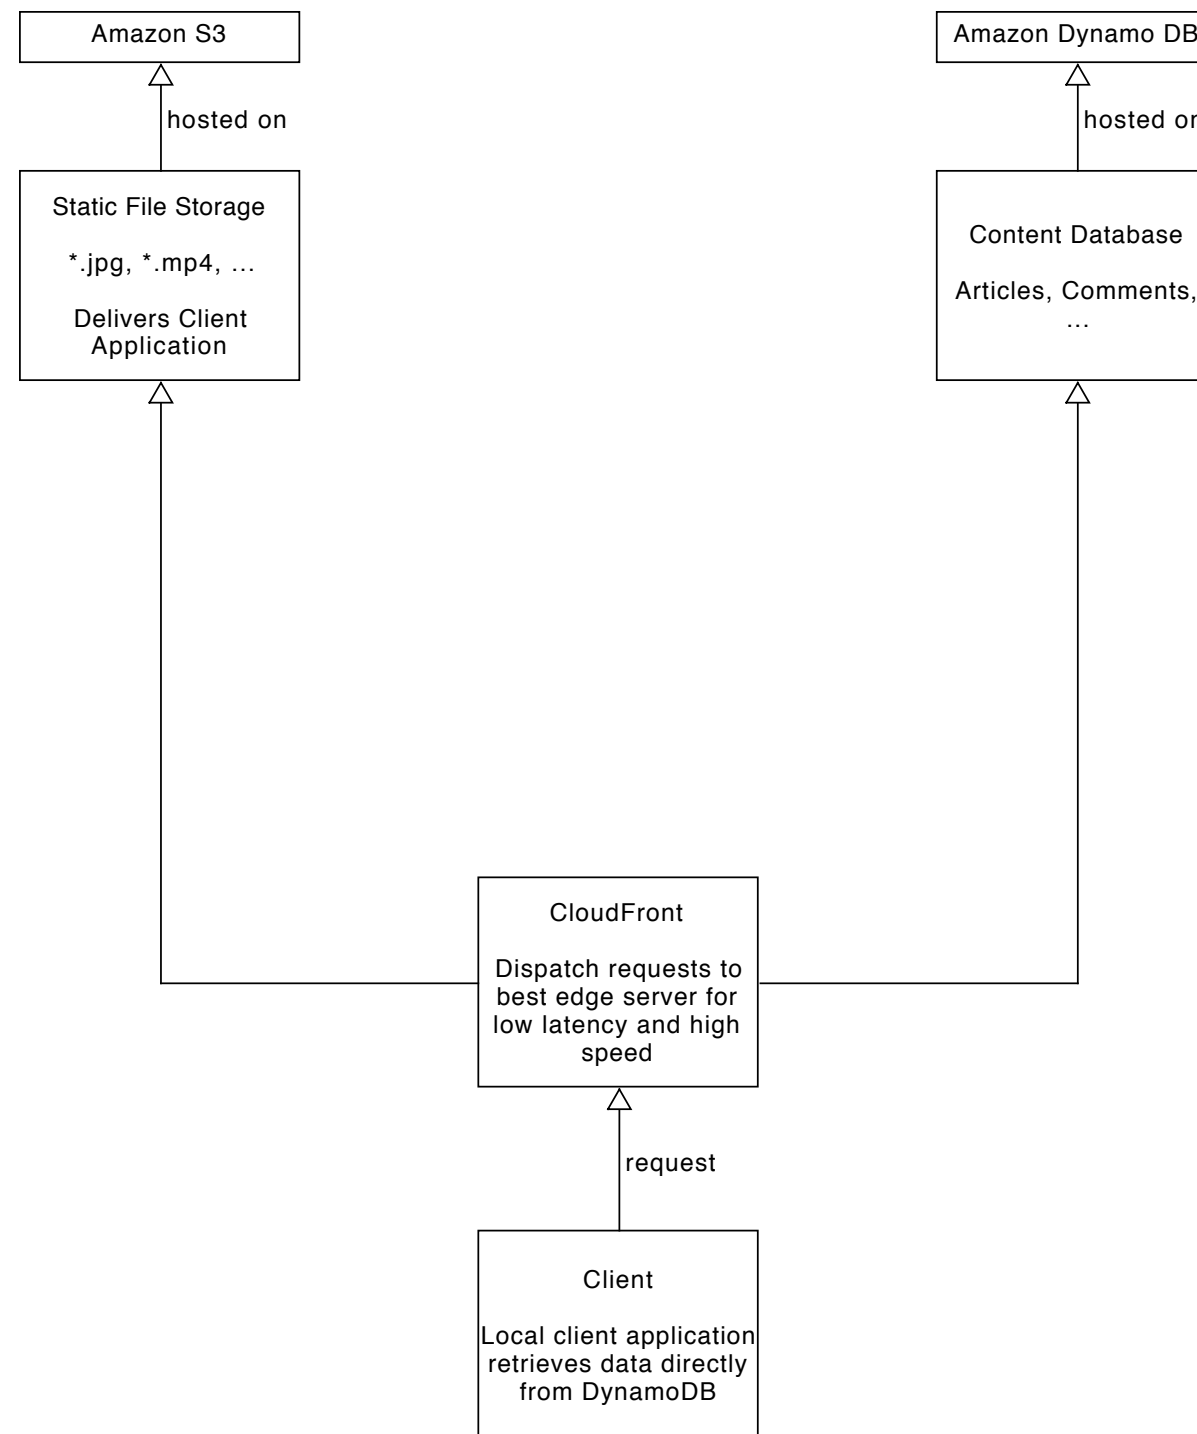 Amazon S3
Amazon Dynamo DB
hosted on
hosted on
Static File Storage
*.jpg, *.mp4, ...
Delivers Client
Application
Content Database
Articles, Comments,
...
CloudFront
Dispatch requests to
best edge server for
low latency and high
speed
request
Client
Local client application
retrieves data directly
from DynamoDB